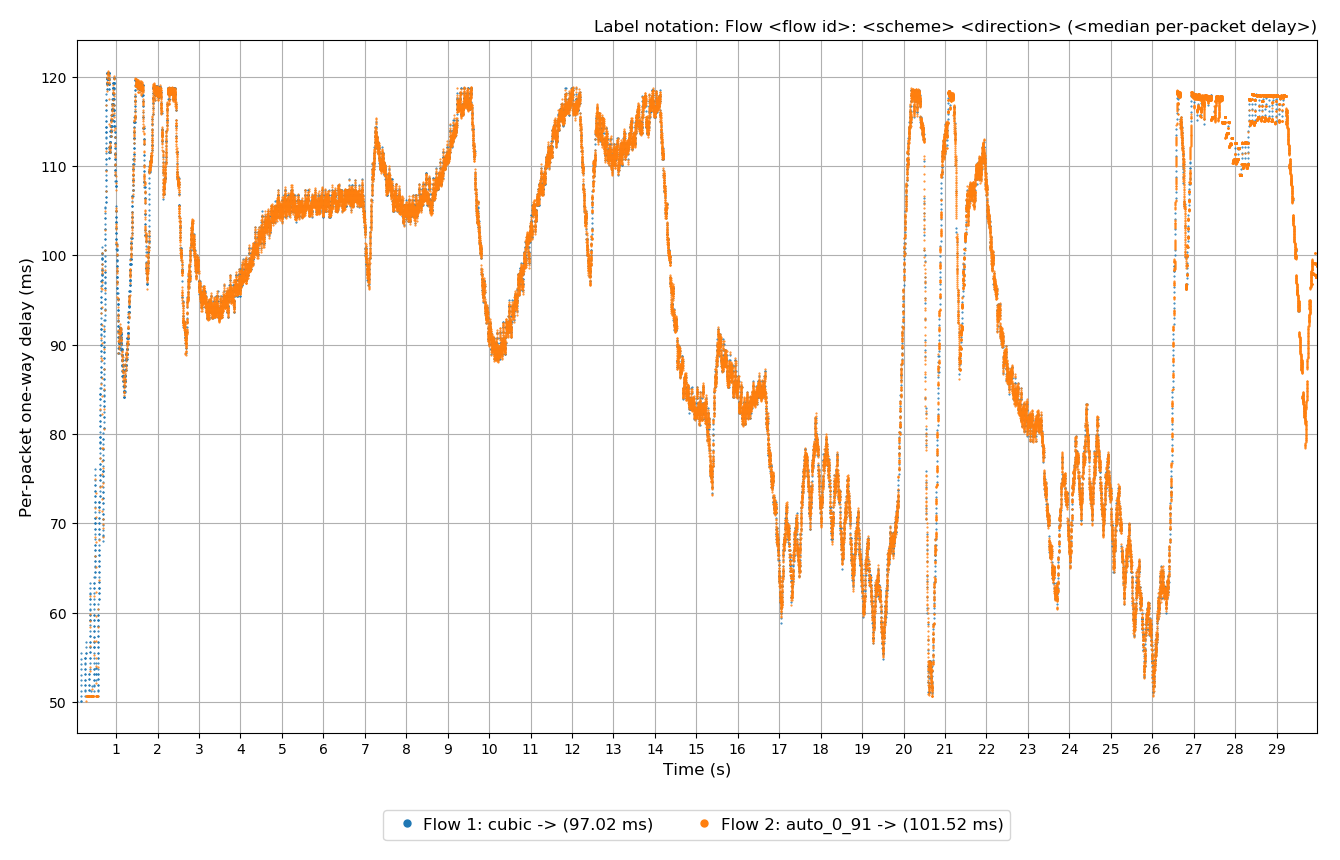 Label notation: Flow <flow id>: <scheme> <direction> (<median per-packet delay>)
Per-packet one-way delay (ms)
120
110
100
90
80
70
60
50
1 2 3 4 5 6 7 8 9 10 11 12 13 14 15 16 17 18 19 20 21 22 23 24 25 26 27 28 29
Time (s)
Flow 1: cubic -> (97.02 ms) Flow 2: auto_0_91 -> (101.52 ms)